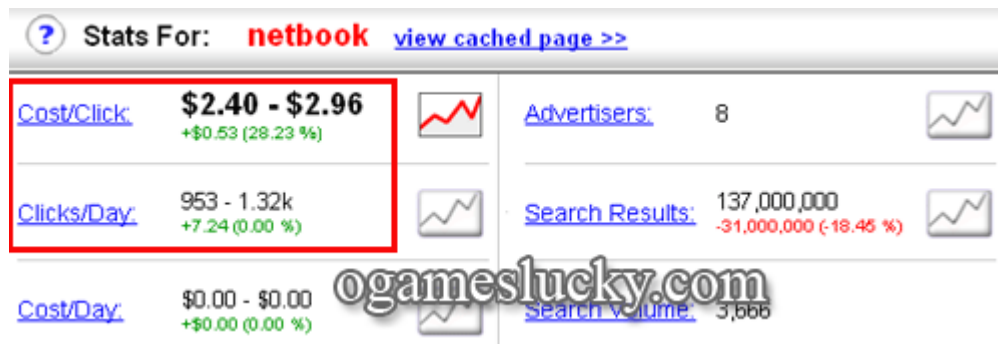 ? Stats For: netbook view cached page >>
Cost/Click: $2.40 - $2.96
+$0.53 (28.23 %)
Advertisers: 8
Clicks/Day: 953 - 1.32k
+7.24 (0.00 %)
Search Results: 137,000,000
-31,000,000 (-18.45 %)
ogameslucky.com
Cost/Day: $0.00 - $0.00
+$0.00 (0.00 %)
Search Volume: 3,666